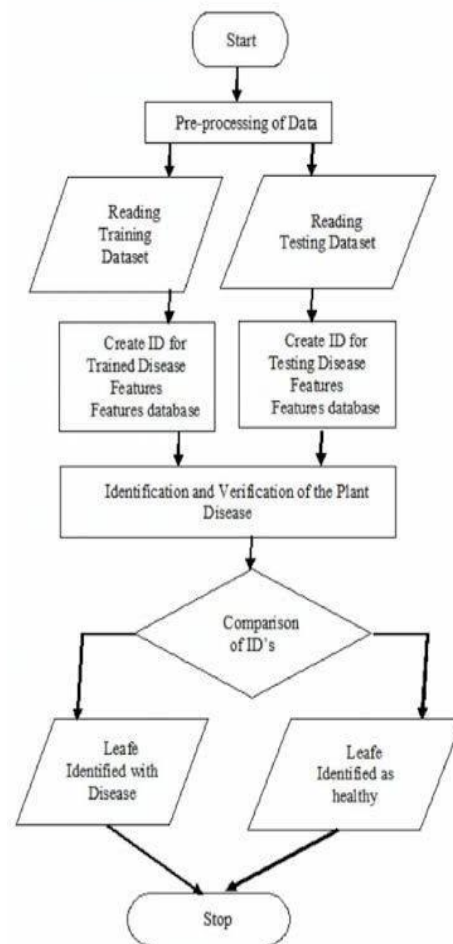 Start
Pre-processing of Data
Reading
Training
Dataset
Reading
Testing Dataset
Create ID for
Trained Disease
Features
Features database
Create ID for
Testing Disease
Features
Features database
Identification and Verification of the Plant
Disease
Comparison
of ID's
Leafe
Identified with
Disease
Leafe
Identified as
healthy
Stop